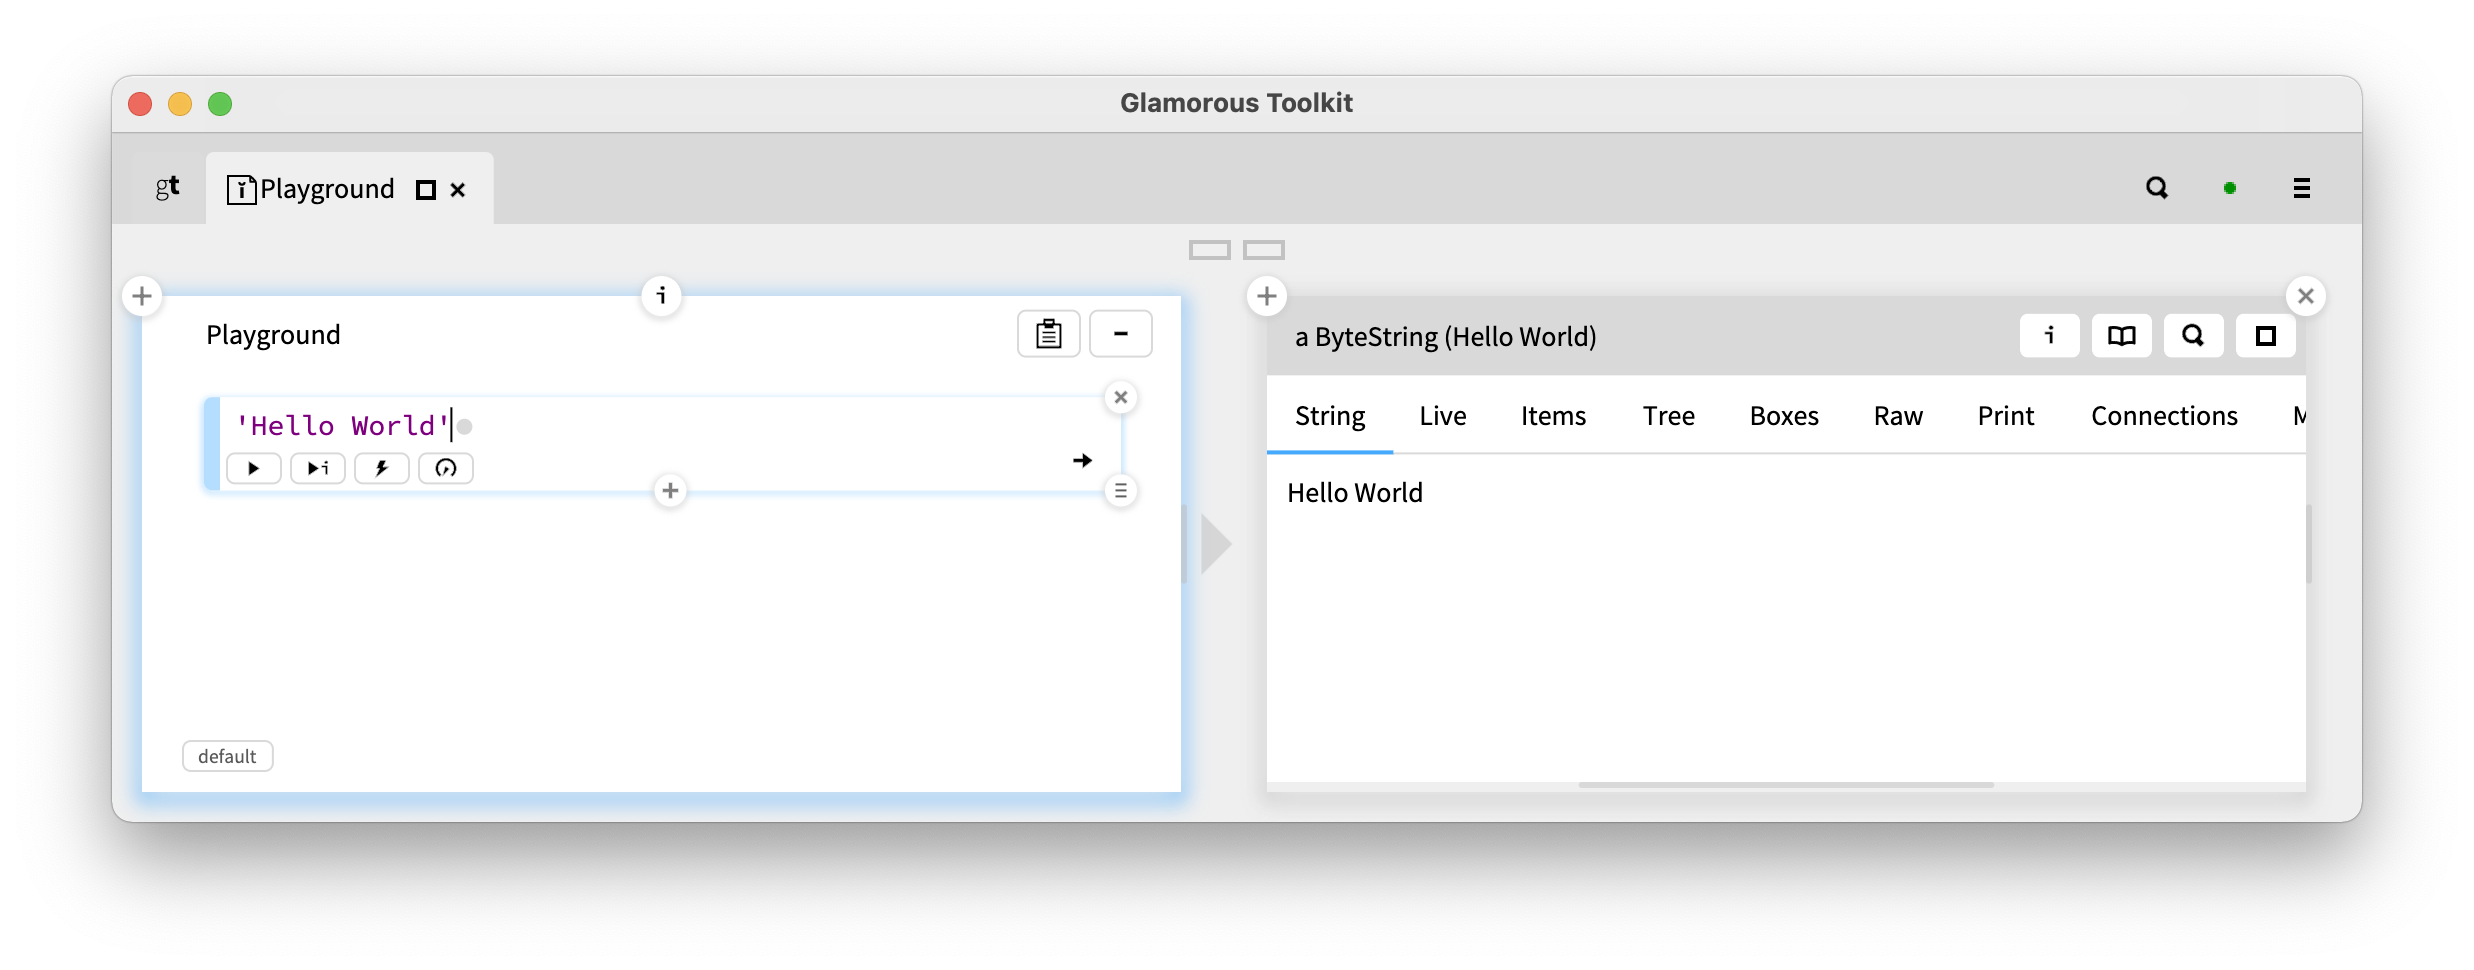 Glamorous Toolkit
gt
Playground
Playground
'Hello World'
default
a ByteString (Hello World)
String Live Items Tree Boxes Raw Print Connections
Hello World